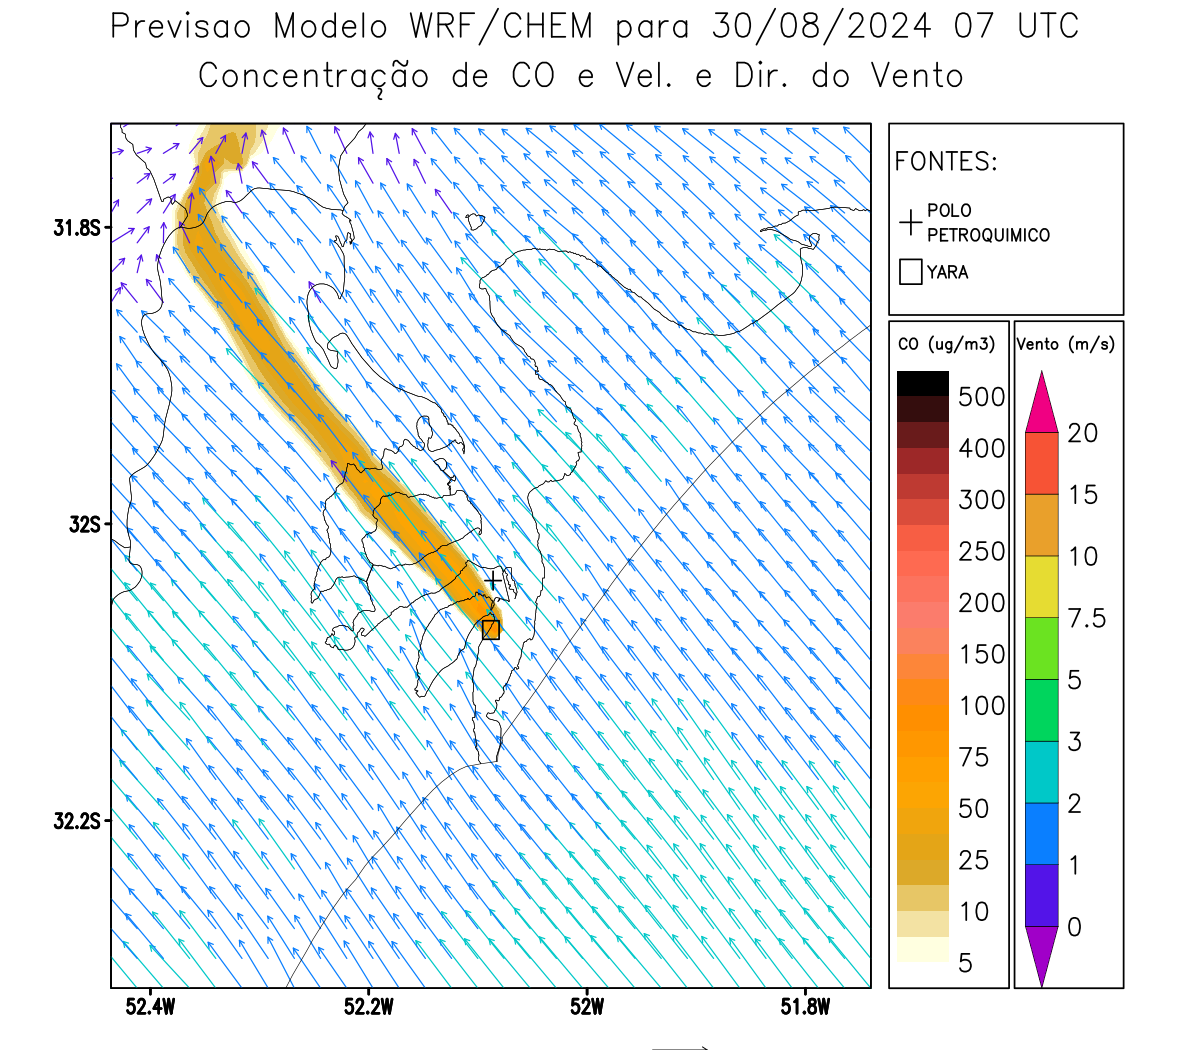 Previsao Modelo WRF/CHEM para 30/08/2024 07 UTC
Concentração de CO e Vel. e Dir. do Vento
FONTES:
POLO
PETROQUIMICO
YARA
CO (ug/m3)
500
400
300
250
200
150
100
75
50
25
10
5
Vento (m/s)
20
15
10
7.5
5
3
2
1
0
31.8S
32S
32.2S
52.4W
52.2W
52W
51.8W